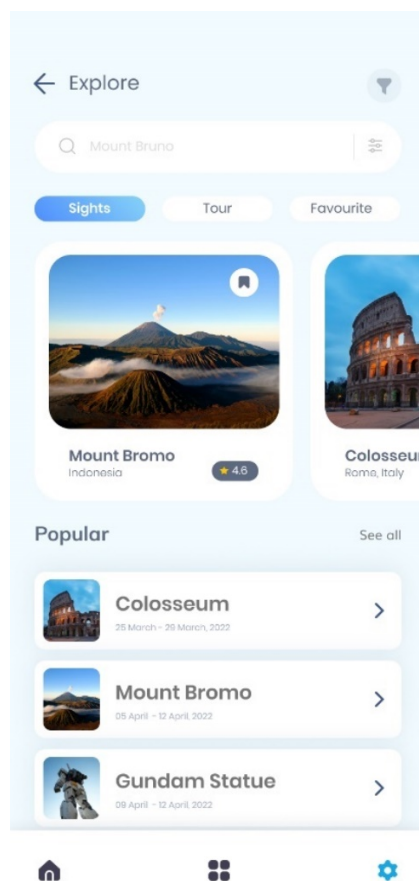 Explore
Mount Bruno
Sights Tour Favourite
Mount Bromo
Indonesia
4.6
Colosseu
Rome, Italy
Popular See all
Colosseum
25 March - 29 March, 2022
Mount Bromo
05 April - 12 April, 2022
Gundam Statue
09 April - 12 April, 2022